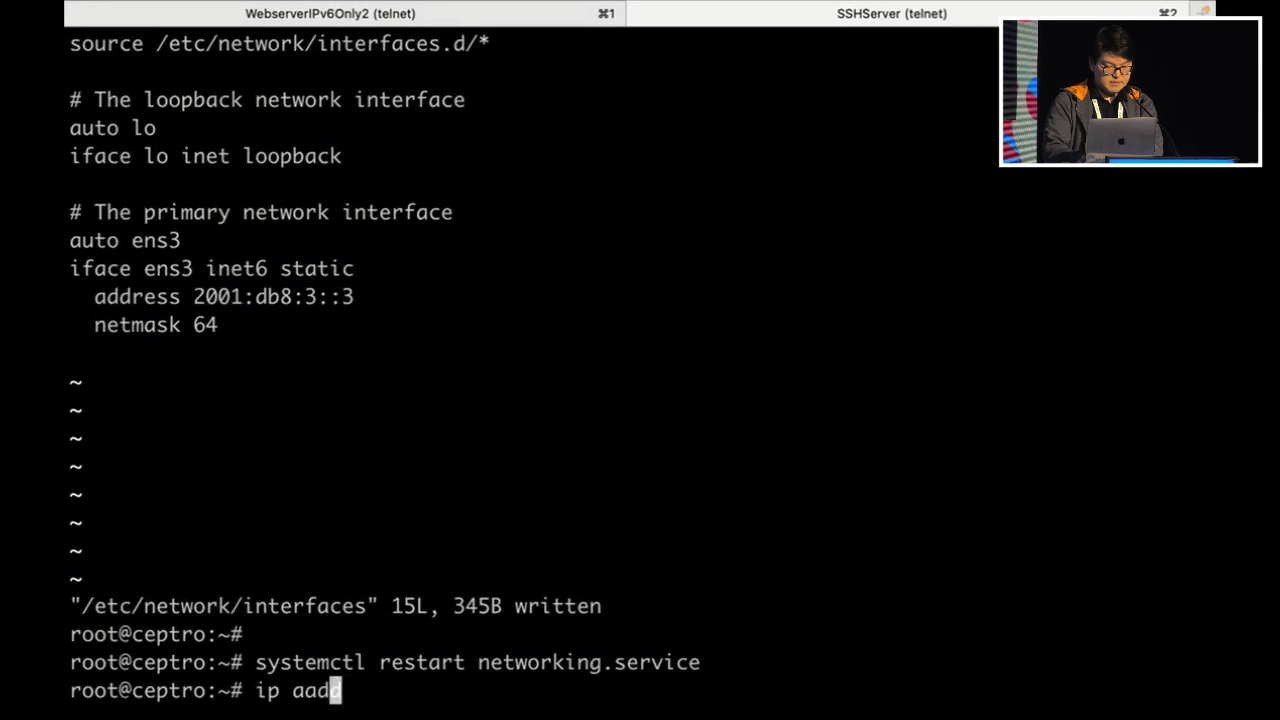 WebserverIPv6Only2 (telnet) ⌘1 SSHServer (telnet) ⌘2
source /etc/network/interfaces.d/*
# The loopback network interface
auto lo
iface lo inet loopback
# The primary network interface
auto ens3
iface ens3 inet6 static
address 2001:db8:3::3
netmask 64
~
~
~
~
~
~
~
~
"/etc/network/interfaces" 15L, 345B written
root@ceptro:~#
root@ceptro:~# systemctl restart networking.service
root@ceptro:~# ip aadd